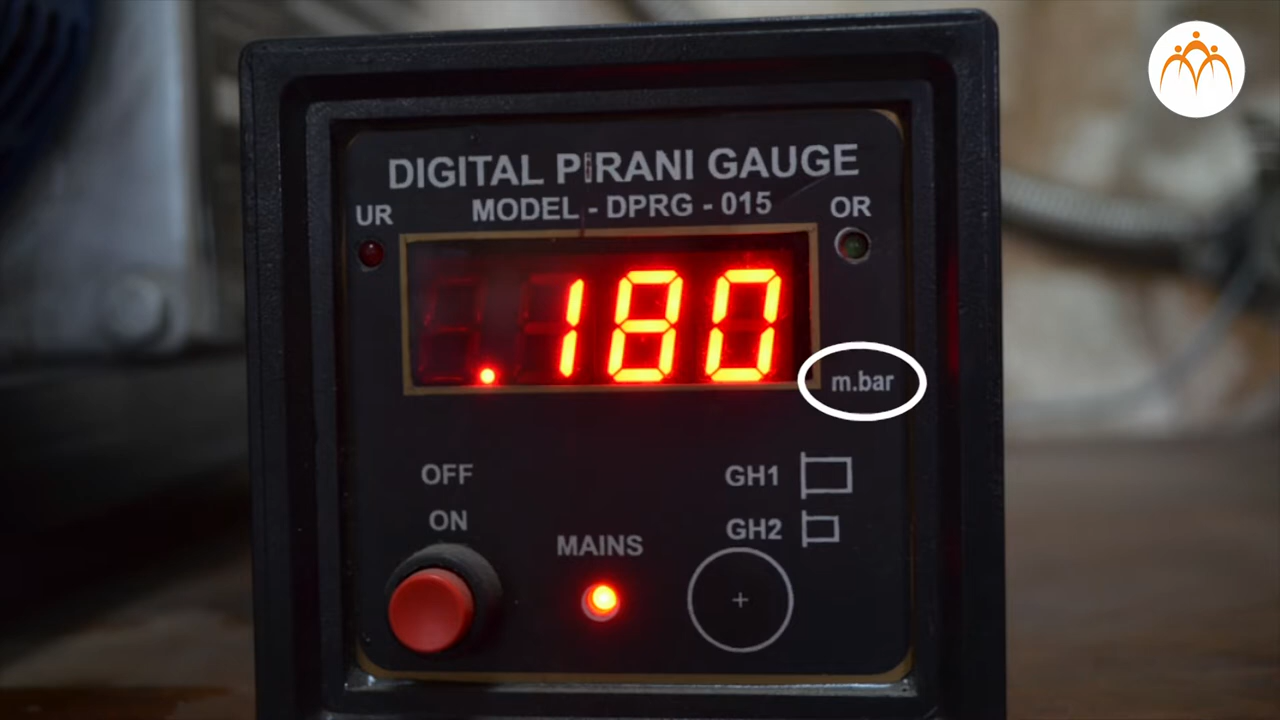 DIGITAL PIRANI GAUGE
MODEL - DPRG - 015
UR
OR
.180
m.bar
OFF
ON
MAINS
GH1
GH2